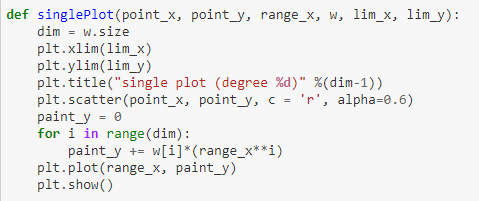 def singlePlot(point_x, point_y, range_x, w, lim_x, lim_y):
    dim = w.size
    plt.xlim(lim_x)
    plt.ylim(lim_y)
    plt.title("single plot (degree %d)" %(dim-1))
    plt.scatter(point_x, point_y, c = 'r', alpha=0.6)
    paint_y = 0
    for i in range(dim):
        paint_y += w[i]*(range_x**i)
    plt.plot(range_x, paint_y)
    plt.show()